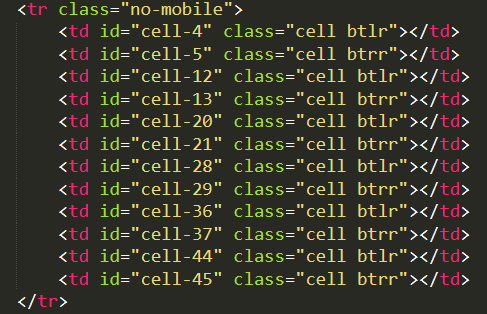 <tr class="no-mobile">
<td id="cell-4" class="cell btlr"></td>
<td id="cell-5" class="cell btrr"></td>
<td id="cell-12" class="cell btlr"></td>
<td id="cell-13" class="cell btrr"></td>
<td id="cell-20" class="cell btlr"></td>
<td id="cell-21" class="cell btrr"></td>
<td id="cell-28" class="cell btlr"></td>
<td id="cell-29" class="cell btrr"></td>
<td id="cell-36" class="cell btlr"></td>
<td id="cell-37" class="cell btrr"></td>
<td id="cell-44" class="cell btlr"></td>
<td id="cell-45" class="cell btrr"></td>
</tr>